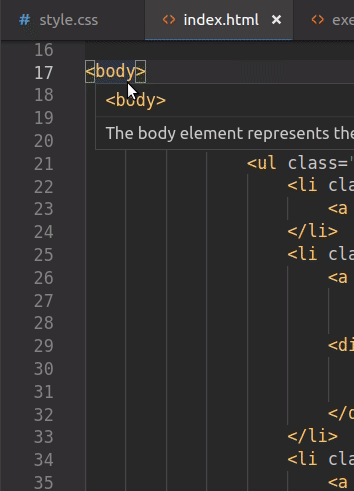 # style.css <> index.html × <> exe
16
17 <body>
18 <body>
19
20 The body element represents the
21 <ul class=
22 <li cla
23 <a
24 </li>
25 <li cla
26 <a
27
28
29 <di
30
31
32 </d
33 </li>
34 <li cla
35 <a